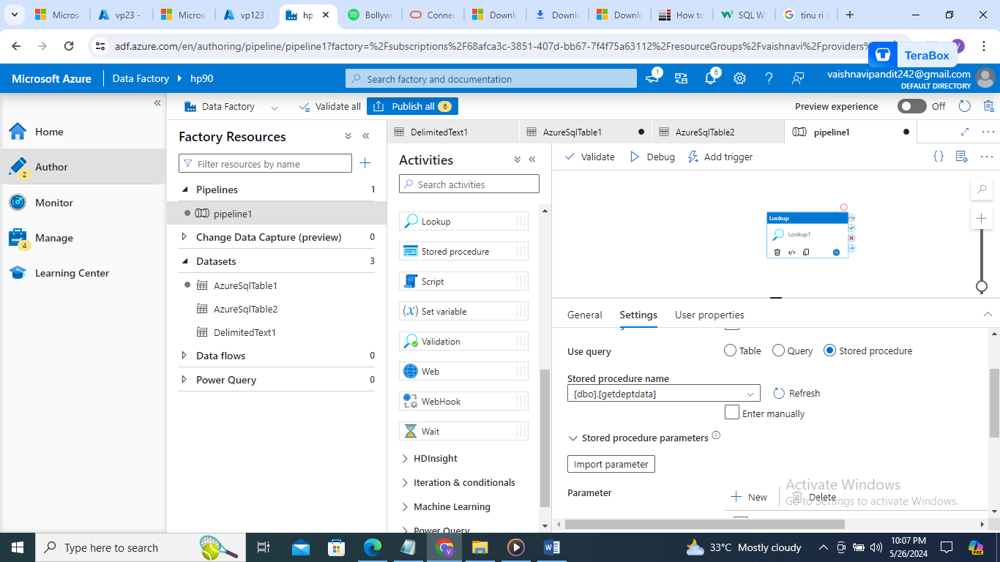 Microso
vp23 -
Microso
vp123 (
hp
Bollywo
Connec
Downlo
Downlo
Downlo
How to
SQL Wi
tinu ri
adf.azure.com/en/authoring/pipeline/pipeline1?factory=%2Fsubscriptions%2F68afca3c-3851-407d-bb67-7f4f75a63112%2FresourceGroups%2Fvaishnavi%2Fproviders%
V
TeraBox
Microsoft Azure
Data Factory
hp90
Search factory and documentation
1
6
vaishnavipandit242@gmail.com
DEFAULT DIRECTORY
Data Factory
Validate all
Publish all 6
Preview experience
Off
Home
Author
2
Monitor
Manage
4
Learning Center
Factory Resources
Filter resources by name
Pipelines 1
pipeline1
Change Data Capture (preview) 0
Datasets 3
AzureSqlTable1
AzureSqlTable2
DelimitedText1
Data flows 0
Power Query 0
DelimitedText1
AzureSqlTable1
AzureSqlTable2
pipeline1
Activities
Search activities
Lookup
Stored procedure
Script
(x) Set variable
Validation
Web
WebHook
Wait
HDInsight
Iteration & conditionals
Machine Learning
Power Query
Validate
Debug
Add trigger
{}
Lookup
Lookup1
General
Settings
User properties
Use query
Table
Query
Stored procedure
Stored procedure name
[dbo].[getdeptdata]
Refresh
Enter manually
Stored procedure parameters
Import parameter
Parameter
New
Delete
Activate Windows
Go to Settings to activate Windows.
Type here to search
V
W
33°C Mostly cloudy
10:07 PM
5/26/2024
PRE